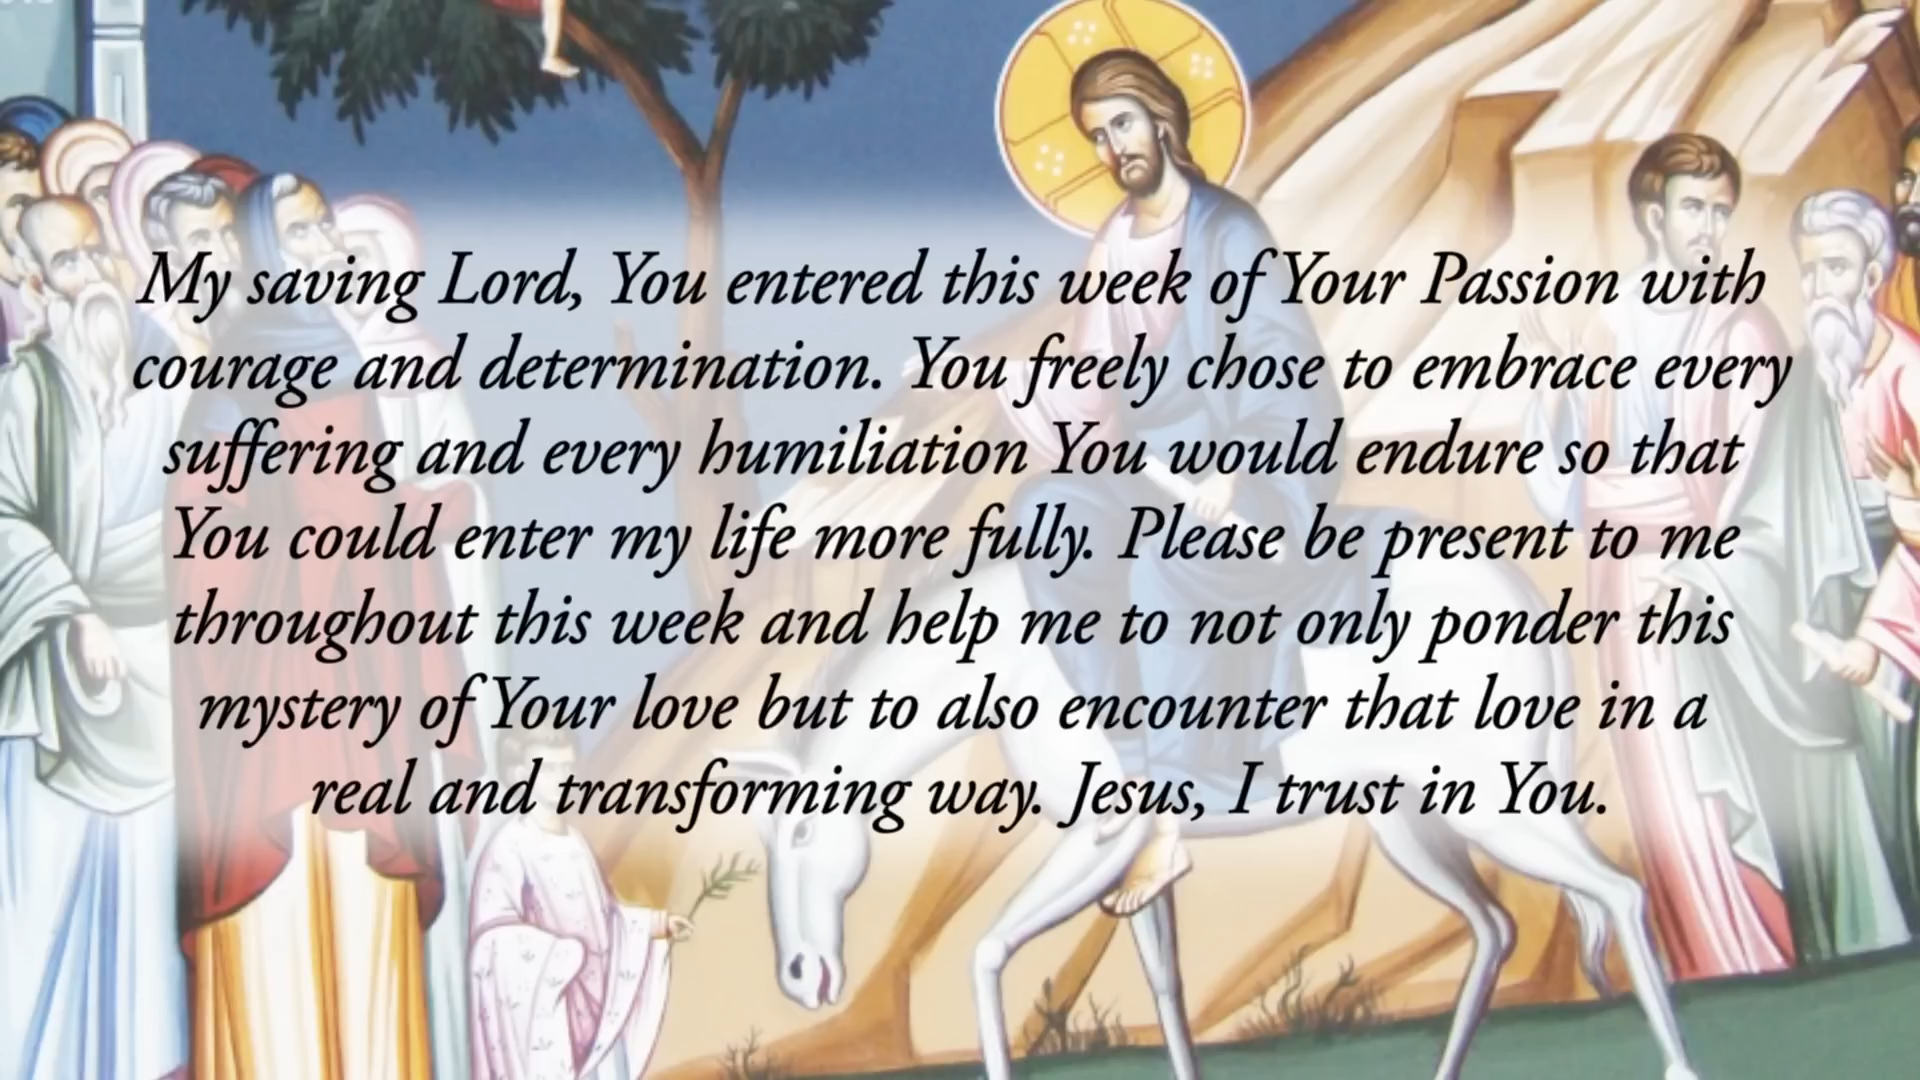 My saving Lord, You entered this week of Your Passion with
courage and determination. You freely chose to embrace every
suffering and every humiliation You would endure so that
You could enter my life more fully. Please be present to me
throughout this week and help me to not only ponder this
mystery of Your love but to also encounter that love in a
real and transforming way. Jesus, I trust in You.